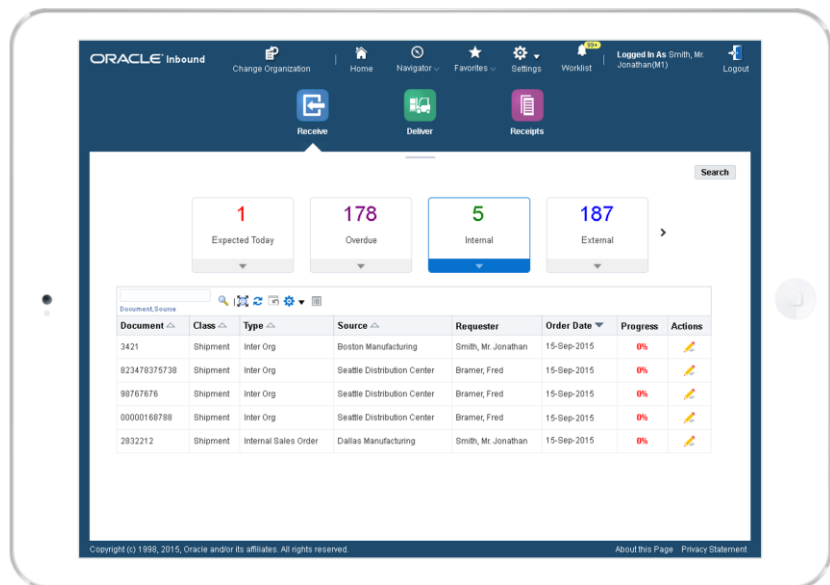 ORACLE Inbound
Change Organization
Home
Navigator
Favorites
Settings
99+
Worklist
Logged In As Smith, Mr. Jonathan(M1)
Logout
Receive
Deliver
Receipts
Search
1
Expected Today
178
Overdue
5
Internal
187
External
Document,Source
Document Class Type Source Requester Order Date Progress Actions
3421 Shipment Inter Org Boston Manufacturing Smith, Mr. Jonathan 15-Sep-2015 0%
823478375738 Shipment Inter Org Seattle Distribution Center Bramer, Fred 15-Sep-2015 0%
98767676 Shipment Inter Org Seattle Distribution Center Bramer, Fred 15-Sep-2015 0%
00000168788 Shipment Inter Org Seattle Distribution Center Bramer, Fred 15-Sep-2015 0%
2832212 Shipment Internal Sales Order Dallas Manufacturing Smith, Mr. Jonathan 15-Sep-2015 0%
Copyright (c) 1998, 2015, Oracle and/or its affiliates. All rights reserved.
About this Page Privacy Statement